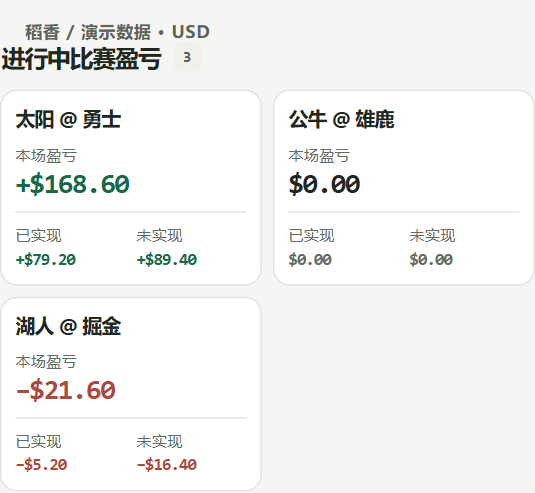 稻香 / 演示数据 • USD
进行中比赛盈亏 3
太阳 @ 勇士
本场盈亏
+$168.60
已实现 未实现
+$79.20 +$89.40
公牛 @ 雄鹿
本场盈亏
$0.00
已实现 未实现
$0.00 $0.00
湖人 @ 掘金
本场盈亏
−$21.60
已实现 未实现
−$5.20 −$16.40